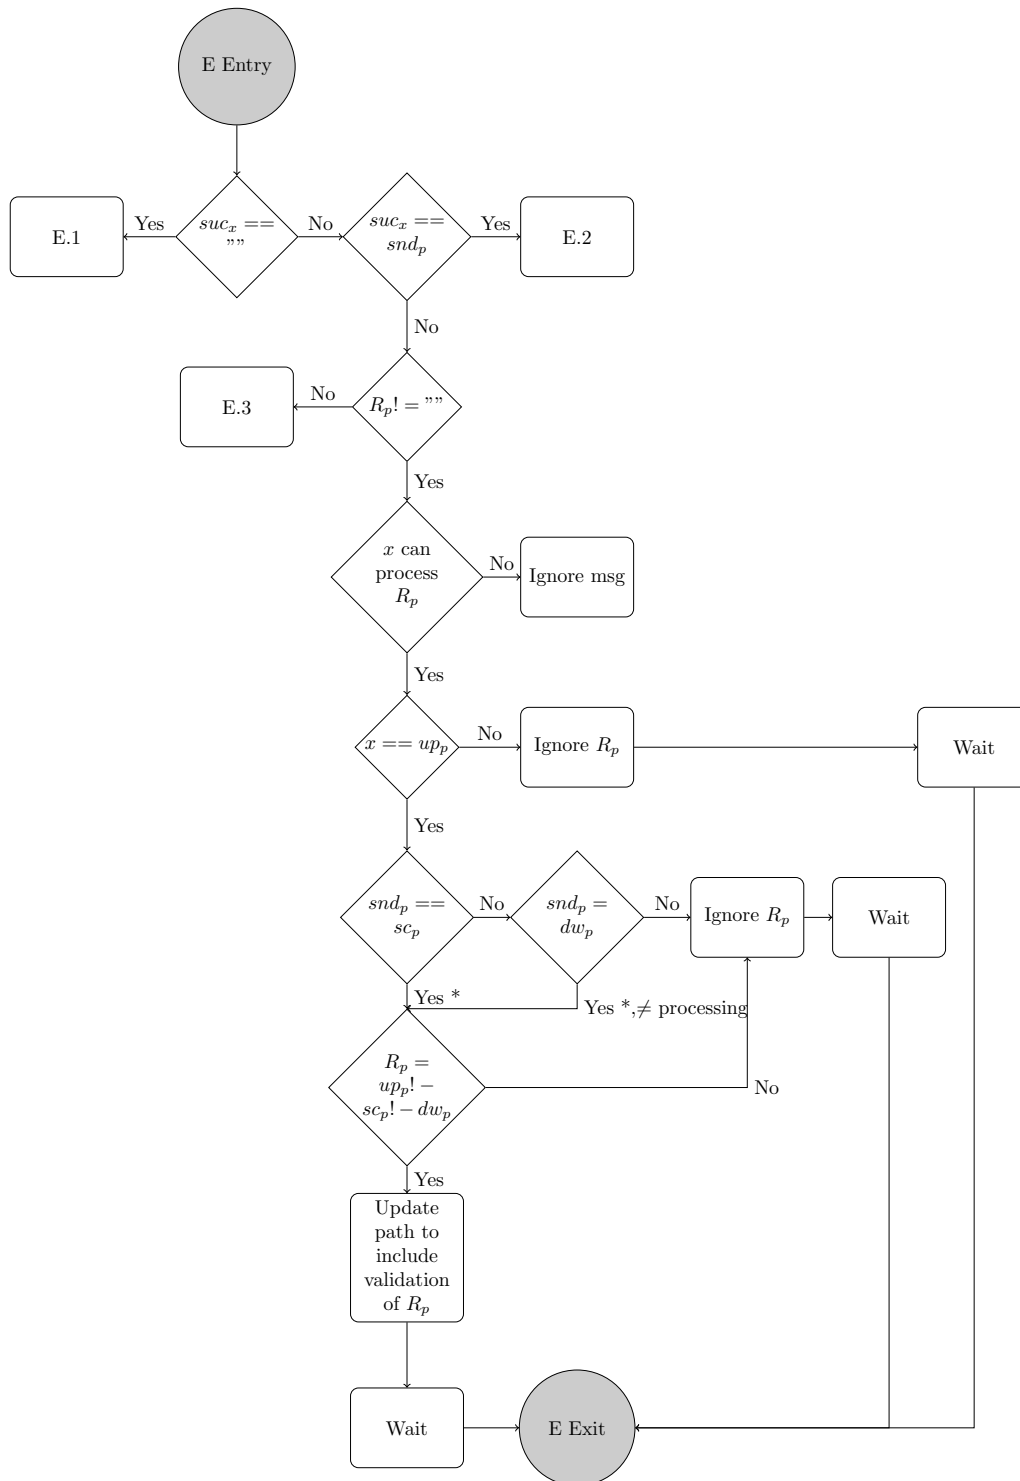 E Entry
suc_x ==
""
Yes
No
suc_x ==
snd_p
Yes
E.1
E.2
No
E.3
No
R_p! = ""
Yes
x can
process
R_p
No
Ignore msg
Yes
x == up_p
No
Ignore R_p
Wait
Yes
snd_p ==
sc_p
No
snd_p =
dw_p
No
Ignore R_p
Wait
Yes *
Yes *,≠ processing
R_p =
up_p! −
sc_p! − dw_p
No
Yes
Update
path to
include
validation
of R_p
Wait
E Exit